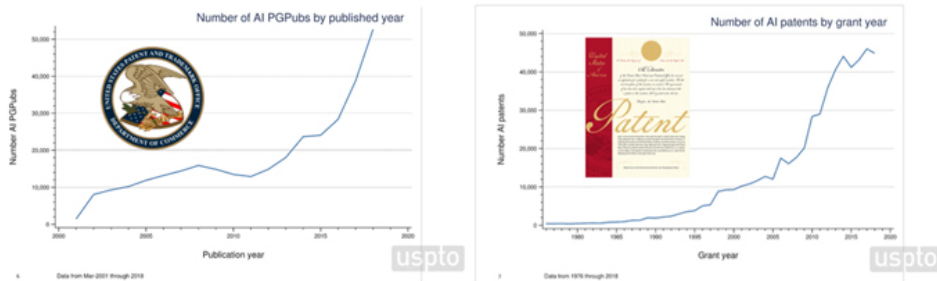 Number of AI PGPubs by published year
50,000
40,000
30,000
20,000
10,000
0
Number AI PGPubs
UNITED STATES PATENT AND TRADEMARK OFFICE
DEPARTMENT OF COMMERCE
2000
2005
2010
2015
2020
Publication year
uspto
6
Data from Mar-2001 through 2018
Number of AI patents by grant year
50,000
40,000
30,000
20,000
10,000
0
Number AI patents
United
States
of
America
Patent
1980
1985
1990
1995
2000
2005
2010
2015
2020
Grant year
uspto
7
Data from 1976 through 2018